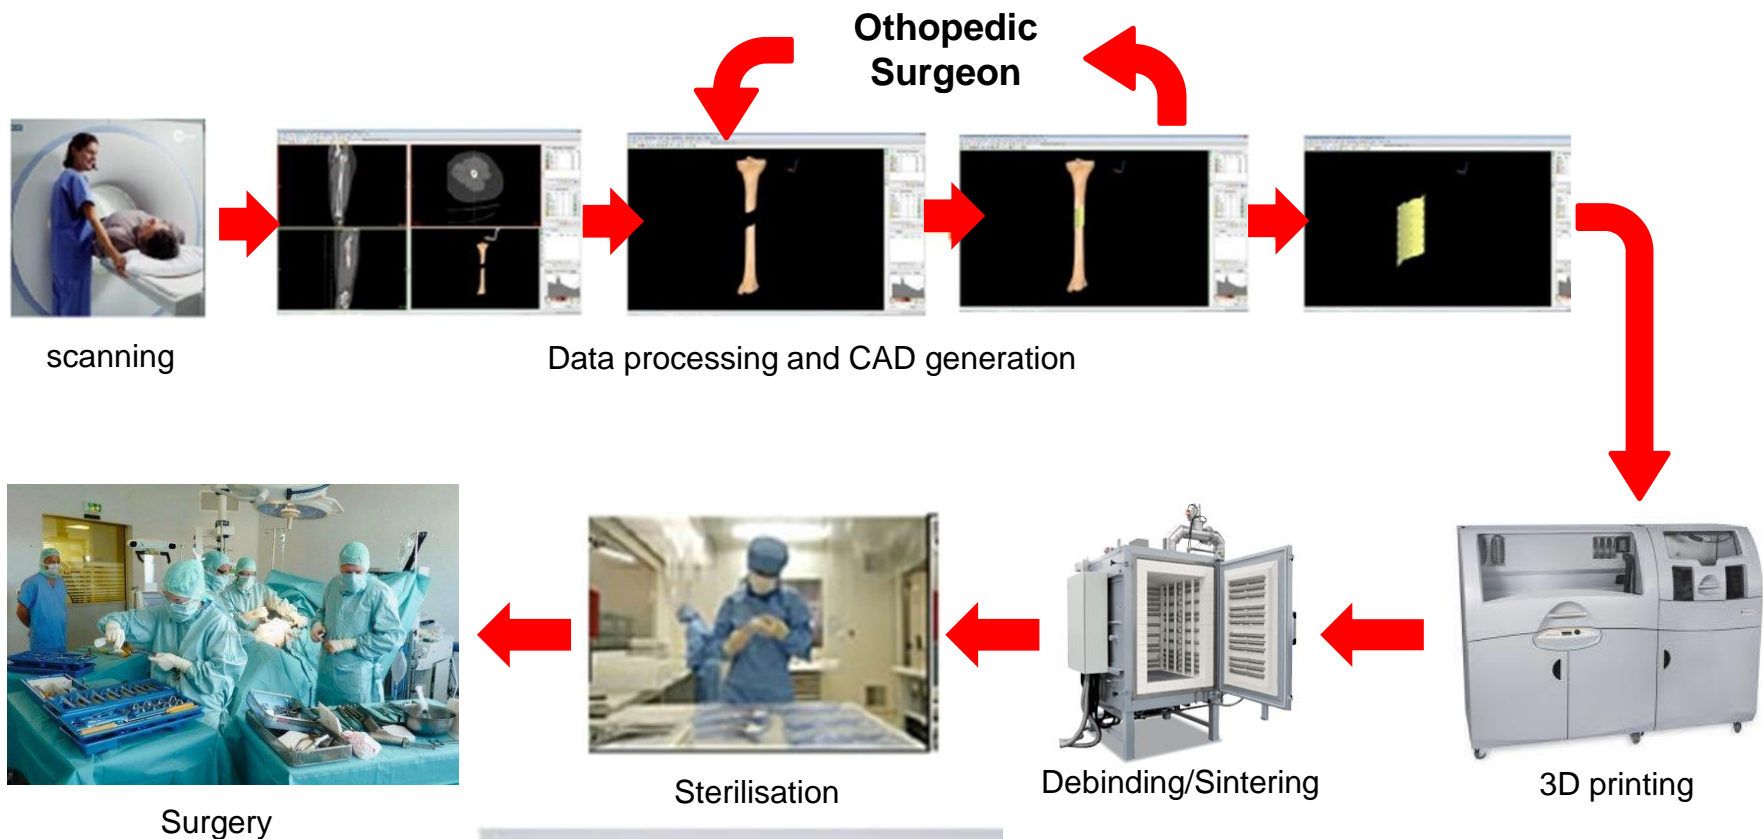 Othopedic
Surgeon
scanning
Data processing and CAD generation
Surgery
Sterilisation
Debinding/Sintering
3D printing